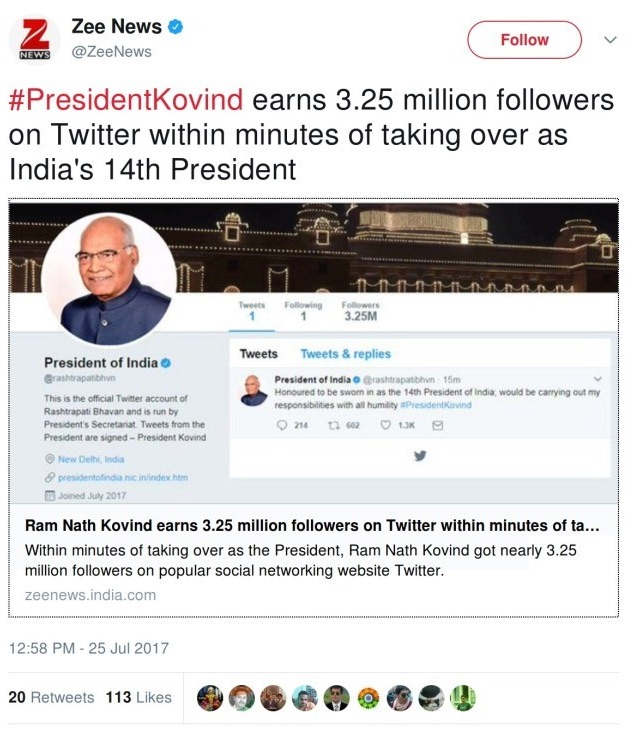 Zee News
@ZeeNews
Follow
Z
NEWS
#PresidentKovind earns 3.25 million followers
on Twitter within minutes of taking over as
India's 14th President
Tweets Following Followers
1 1 3.25M
President of India
@rashtrapatibhvn
This is the official Twitter account of
Rashtrapati Bhavan and is run by
President's Secretariat. Tweets from the
President are signed – President Kovind
New Delhi, India
presidentofindia.nic.in/index.htm
Joined July 2017
Tweets Tweets & replies
President of India @rashtrapatibhvn · 15m
Honoured to be sworn in as the 14th President of India; would be carrying out my
responsibilities with all humility #PresidentKovind
214 602 1.3K
Ram Nath Kovind earns 3.25 million followers on Twitter within minutes of ta...
Within minutes of taking over as the President, Ram Nath Kovind got nearly 3.25
million followers on popular social networking website Twitter.
zeenews.india.com
12:58 PM - 25 Jul 2017
20 Retweets 113 Likes